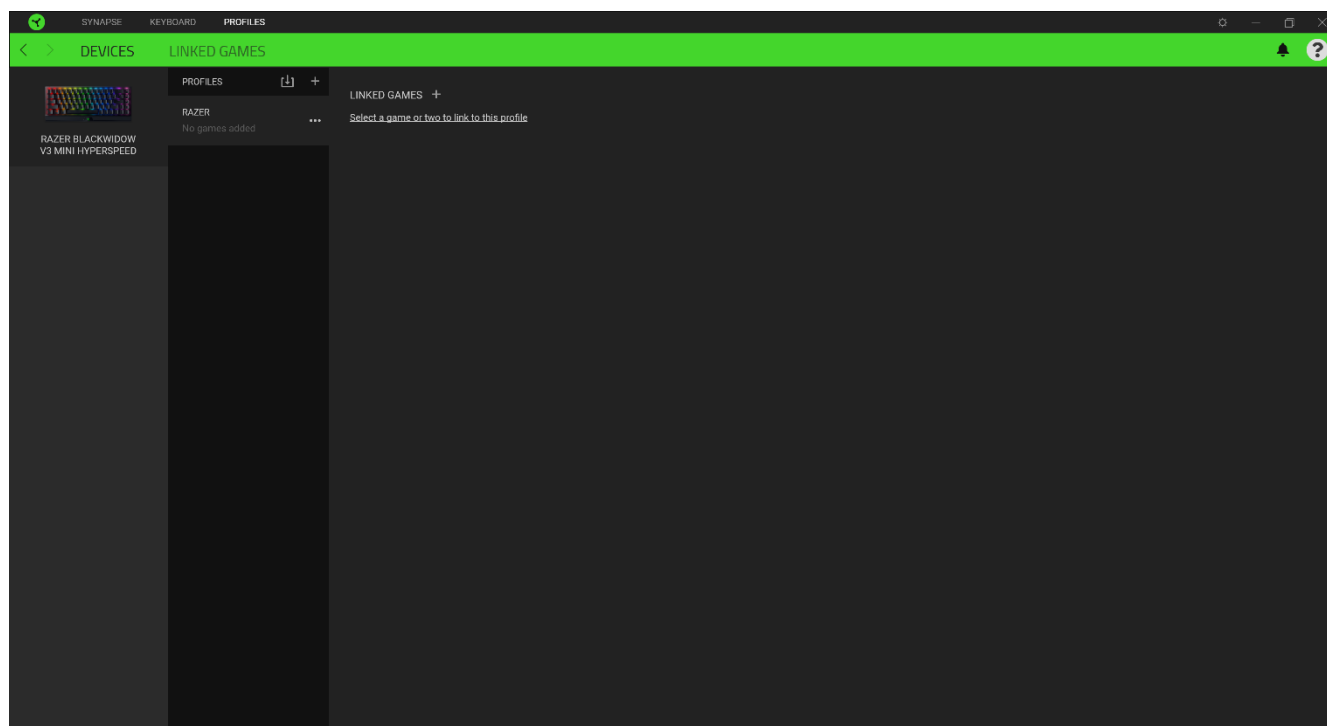 SYNAPSE KEYBOARD PROFILES
DEVICES LINKED GAMES
?
RAZER BLACKWIDOW
V3 MINI HYPERSPEED
PROFILES +
RAZER ...
No games added
LINKED GAMES +
Select a game or two to link to this profile